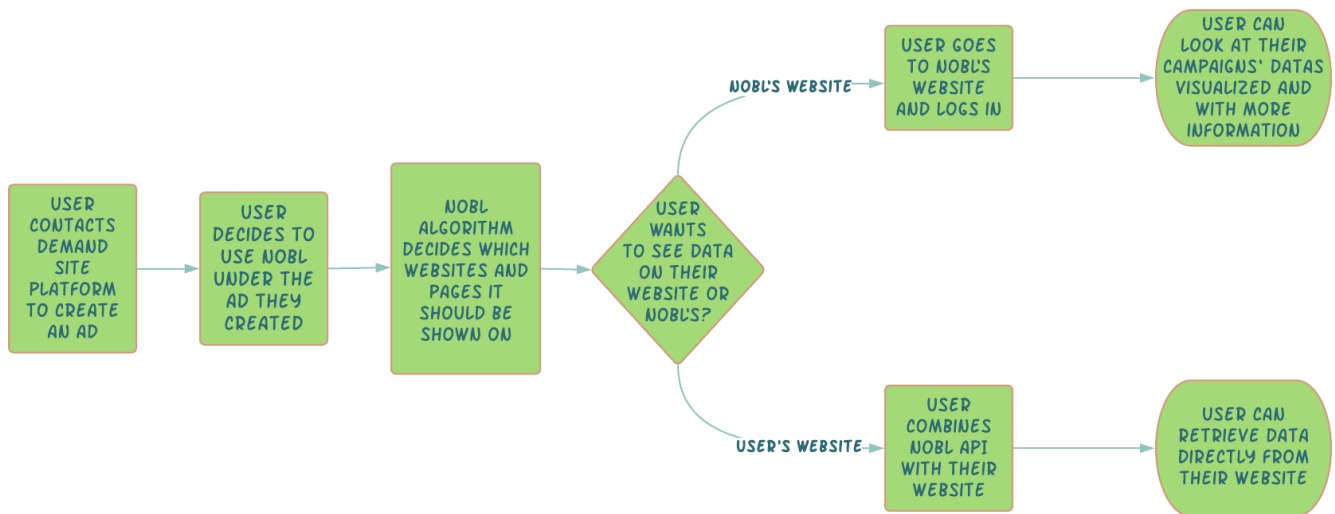 USER
CONTACTS
DEMAND
SITE
PLATFORM
TO CREATE
AN AD
USER
DECIDES TO
USE NOBL
UNDER THE
AD THEY
CREATED
NOBL
ALGORITHM
DECIDES WHICH
WEBSITES AND
PAGES IT
SHOULD BE
SHOWN ON
USER
WANTS
TO SEE DATA
ON THEIR
WEBSITE OR
NOBL'S?
NOBL'S WEBSITE
USER GOES
TO NOBL'S
WEBSITE
AND LOGS IN
USER CAN
LOOK AT THEIR
CAMPAIGNS' DATAS
VISUALIZED AND
WITH MORE
INFORMATION
USER'S WEBSITE
USER
COMBINES
NOBL API
WITH THEIR
WEBSITE
USER CAN
RETRIEVE DATA
DIRECTLY FROM
THEIR WEBSITE